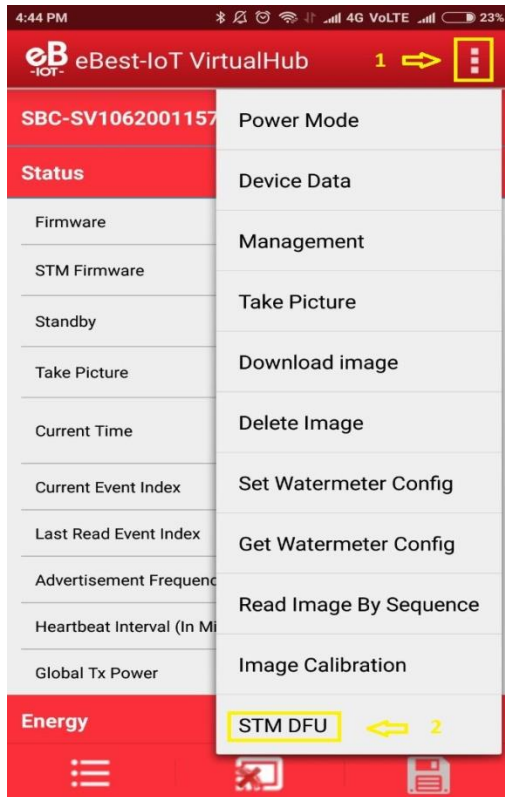 4:44 PM 4G VoLTE 23%
eB
-IOT-
eBest-IoT VirtualHub 1
SBC-SV1062001157
Status
Firmware
STM Firmware
Standby
Take Picture
Current Time
Current Event Index
Last Read Event Index
Advertisement Frequenc
Heartbeat Interval (In Mi
Global Tx Power
Energy
Power Mode
Device Data
Management
Take Picture
Download image
Delete Image
Set Watermeter Config
Get Watermeter Config
Read Image By Sequence
Image Calibration
STM DFU 2